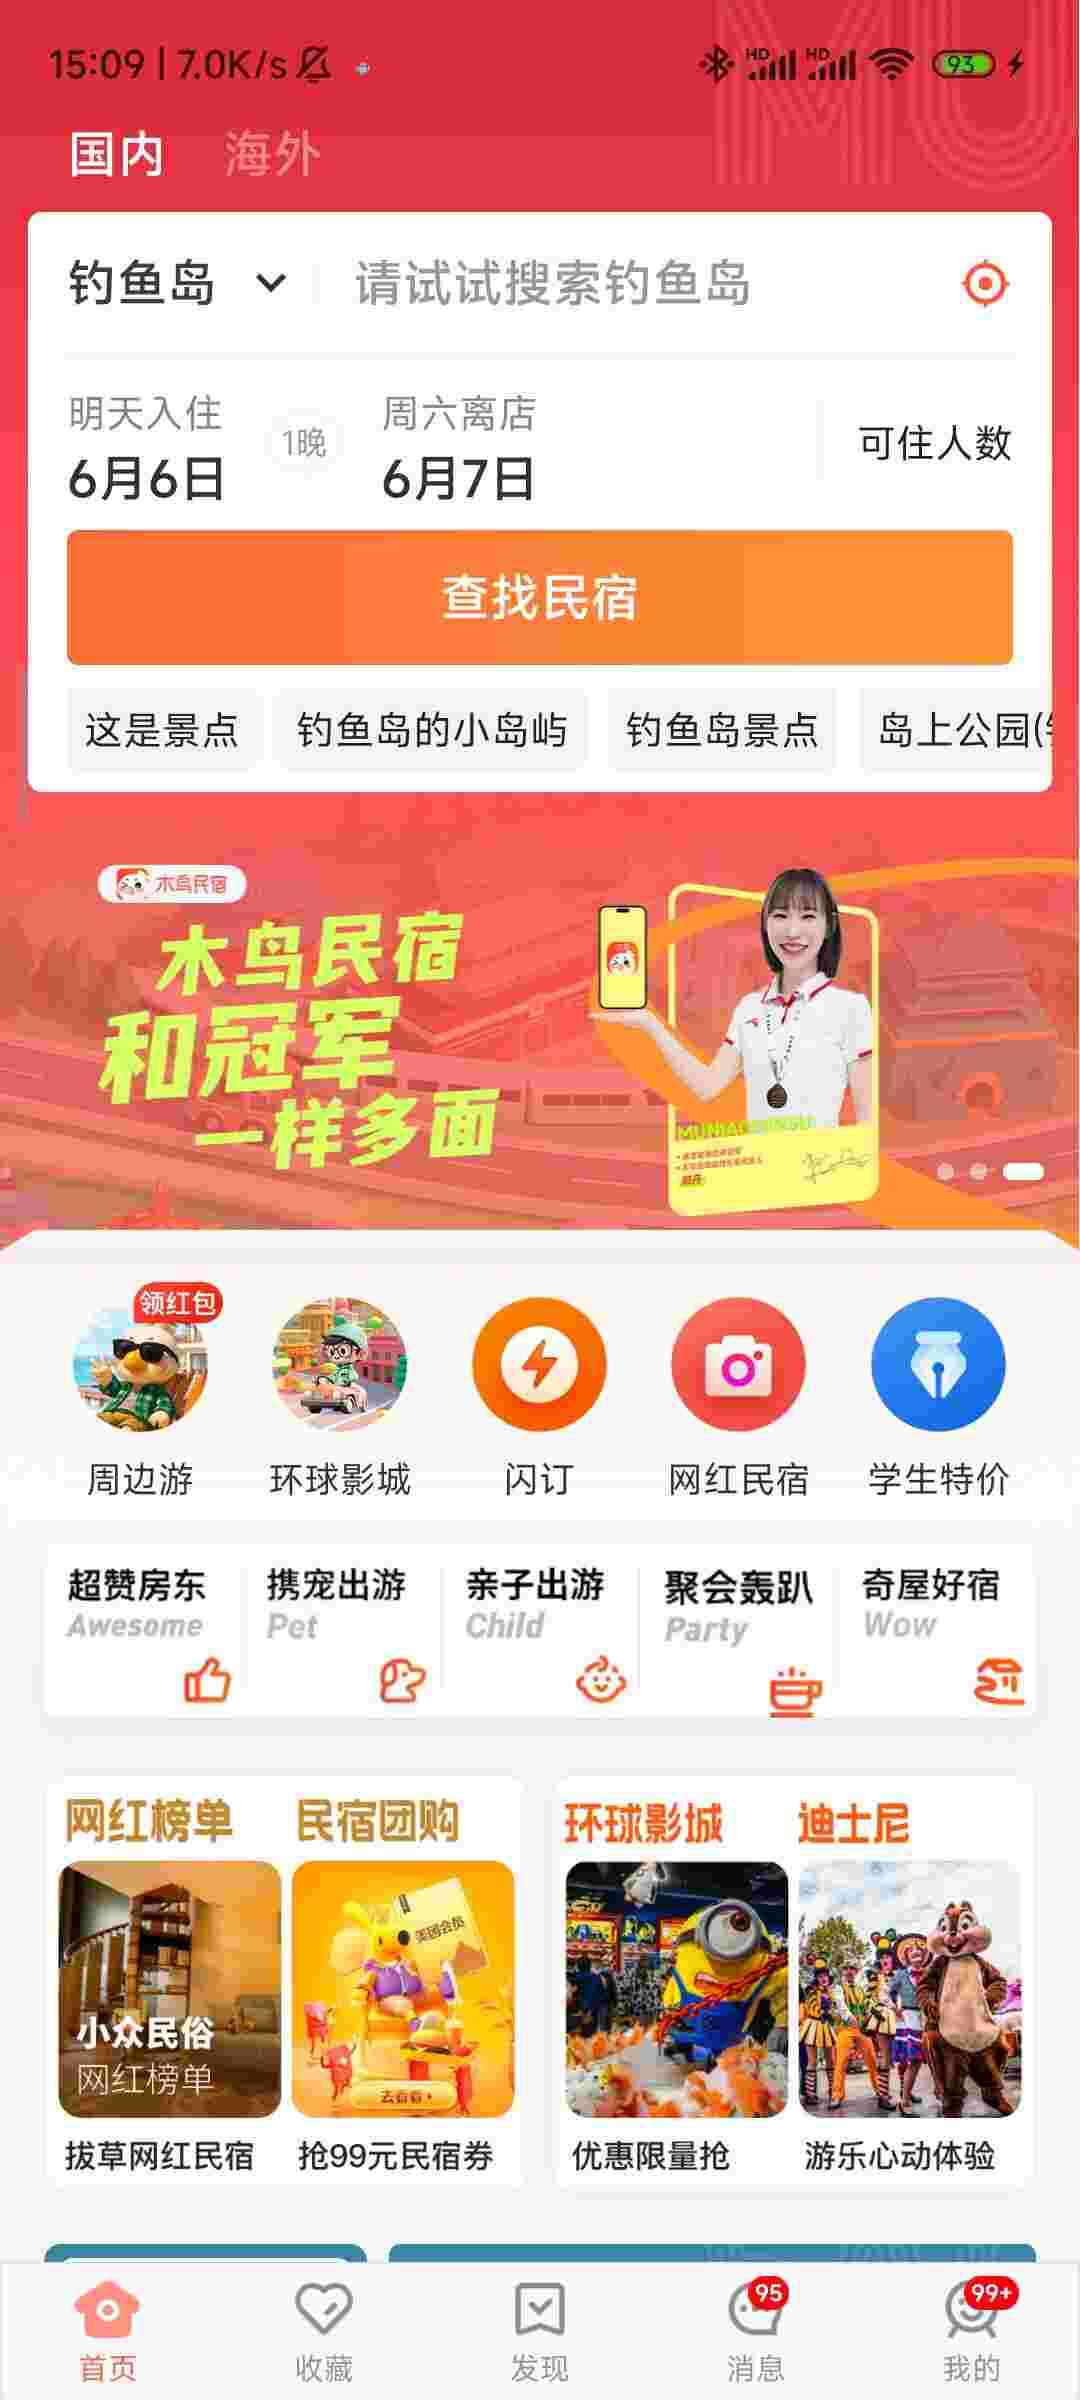 15:09 | 7.0K/s
HD HD 93
国内 海外
钓鱼岛 请试试搜索钓鱼岛
明天入住 1晚 周六离店 可住人数
6月6日 6月7日
查找民宿
这是景点 钓鱼岛的小岛屿 钓鱼岛景点 岛上公园(
木鸟民宿
木鸟民宿
和冠军
一样多面
领红包
周边游 环球影城 闪订 网红民宿 学生特价
超赞房东 携宠出游 亲子出游 聚会轰趴 奇屋好宿
Awesome Pet Child Party Wow
网红榜单 民宿团购 环球影城 迪士尼
美团会员
小众民俗
网红榜单
去看看
拔草网红民宿 抢99元民宿券 优惠限量抢 游乐心动体验
95 99+
首页 收藏 发现 消息 我的